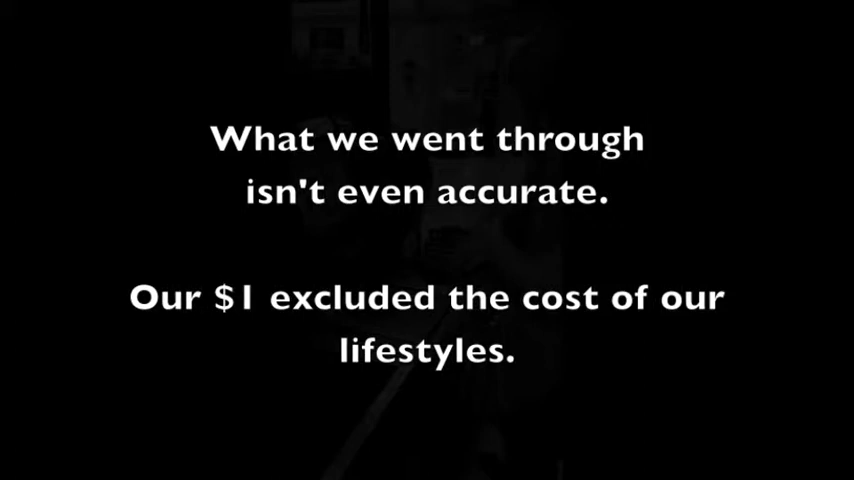 What we went through
isn't even accurate.
Our $1 excluded the cost of our
lifestyles.